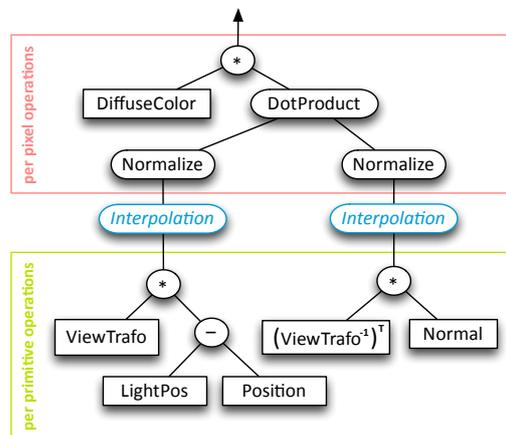 per pixel operations
*
DiffuseColor
DotProduct
Normalize
Normalize
Interpolation
Interpolation
per primitive operations
*
*
ViewTrafo
−
(ViewTrafo⁻¹)ᵀ
Normal
LightPos
Position